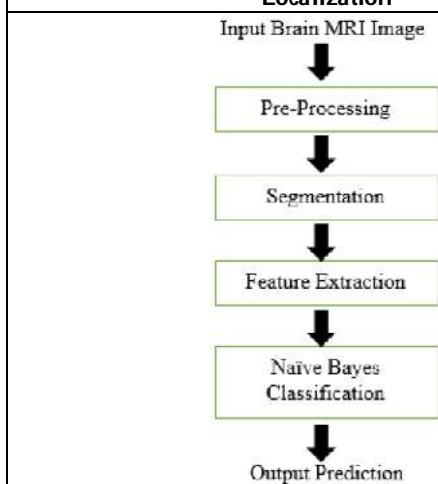 Localization
Input Brain MRI Image
Pre-Processing
Segmentation
Feature Extraction
Naïve Bayes
Classification
Output Prediction